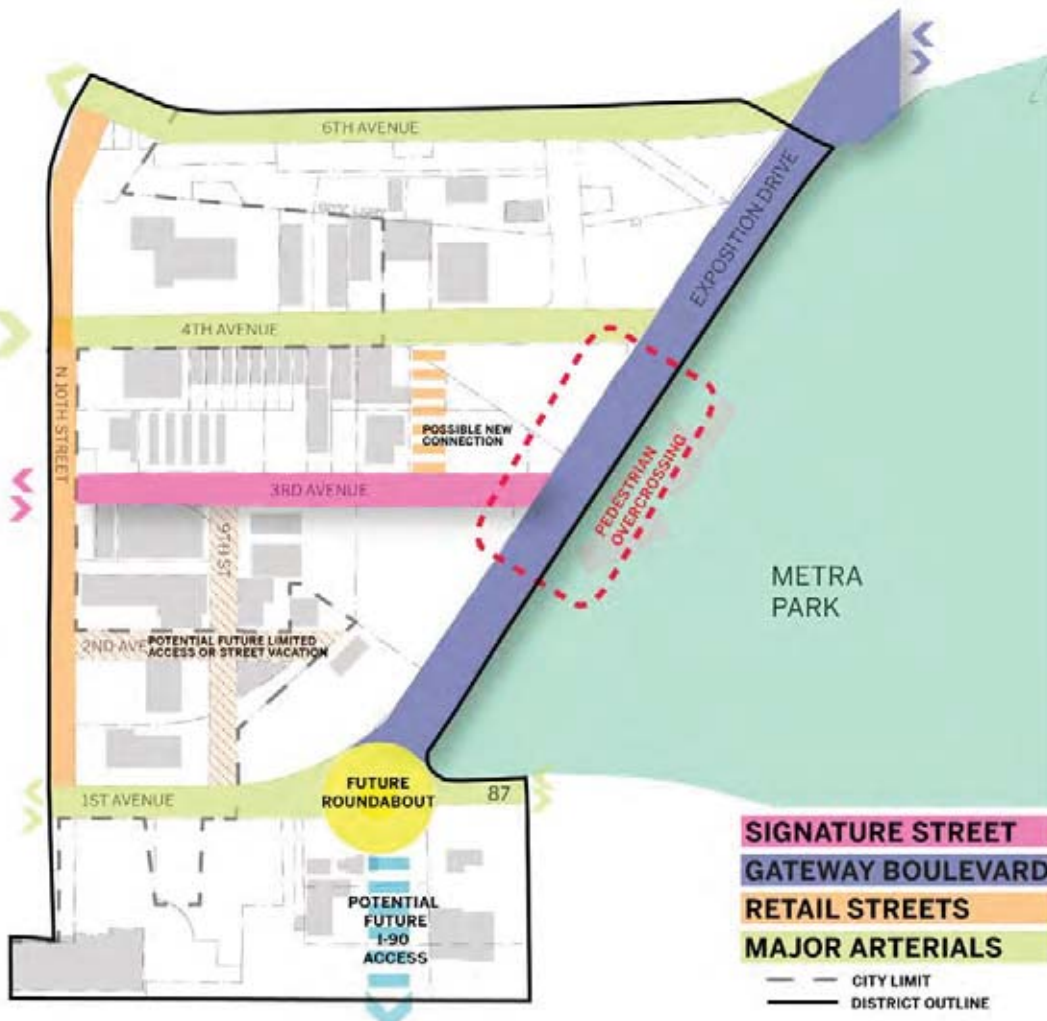 6TH AVENUE
EXPOSITION DRIVE
4TH AVENUE
N 10TH STREET
POSSIBLE NEW
CONNECTION
3RD AVENUE
PEDESTRIAN
OVERCROSSING
9TH ST
METRA
PARK
2ND AVE
POTENTIAL FUTURE LIMITED
ACCESS OR STREET VACATION
FUTURE
ROUNDABOUT
1ST AVENUE
87
POTENTIAL
FUTURE
I-90
ACCESS
SIGNATURE STREET
GATEWAY BOULEVARD
RETAIL STREETS
MAJOR ARTERIALS
CITY LIMIT
DISTRICT OUTLINE